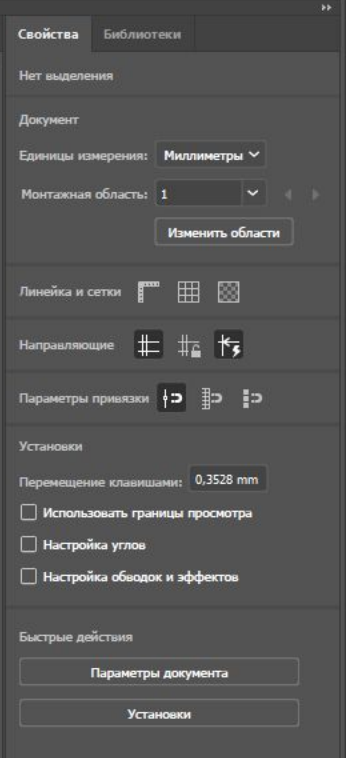 Свойства Библиотеки
Нет выделения
Документ
Единицы измерения: Миллиметры
Монтажная область: 1
Изменить области
Линейка и сетки
Направляющие
Параметры привязки
Установки
Перемещение клавишами: 0,3528 mm
Использовать границы просмотра
Настройка углов
Настройка обводок и эффектов
Быстрые действия
Параметры документа
Установки